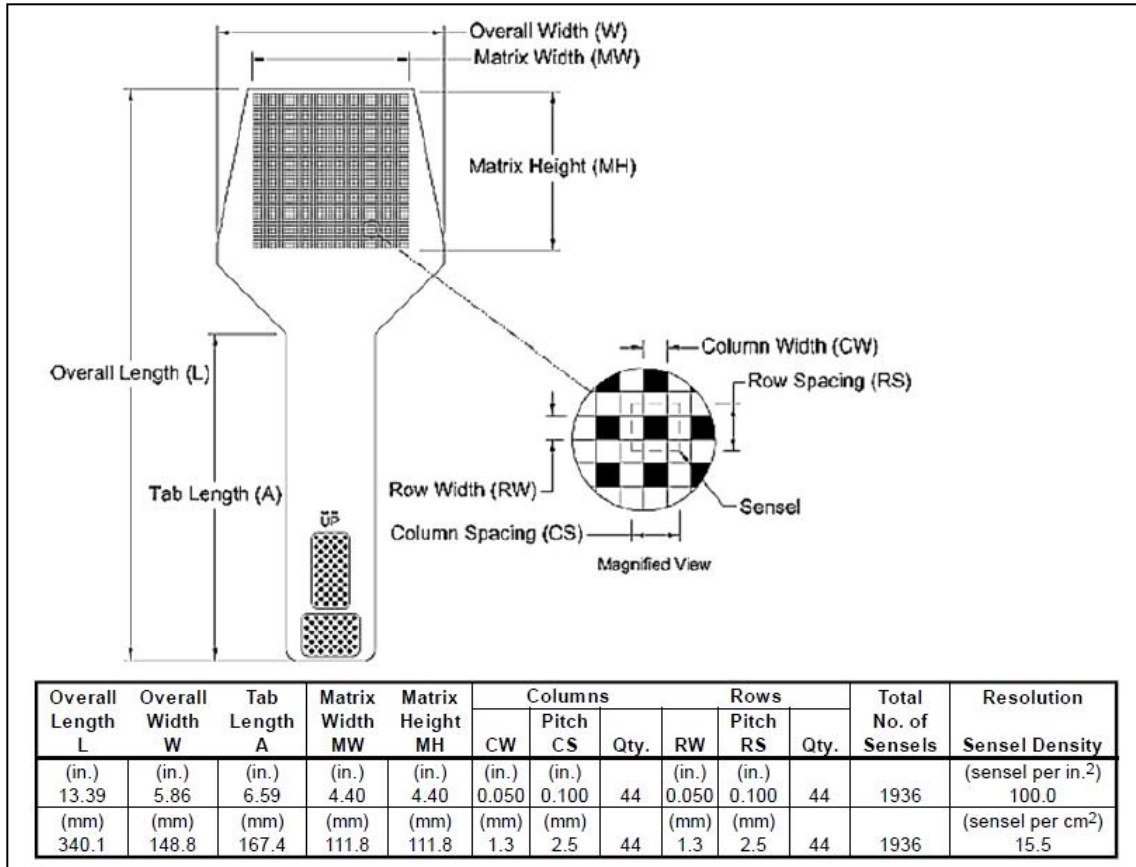 Overall Width (W)
Matrix Width (MW)
Matrix Height (MH)
Column Width (CW)
Row Spacing (RS)
Overall Length (L)
Tab Length (A)
Row Width (RW)
Sensel
UP
Column Spacing (CS)
Magnified View
Overall Overall Tab Matrix Matrix Columns Rows Total Resolution
Length Width Length Width Height Pitch Pitch No. of
L W A MW MH CW CS Qty. RW RS Qty. Sensels Sensel Density
(in.) (in.) (in.) (in.) (in.) (in.) (in.) (in.) (in.) (sensel per in.²)
13.39 5.86 6.59 4.40 4.40 0.050 0.100 44 0.050 0.100 44 1936 100.0
(mm) (mm) (mm) (mm) (mm) (mm) (mm) (mm) (mm) (sensel per cm²)
340.1 148.8 167.4 111.8 111.8 1.3 2.5 44 1.3 2.5 44 1936 15.5